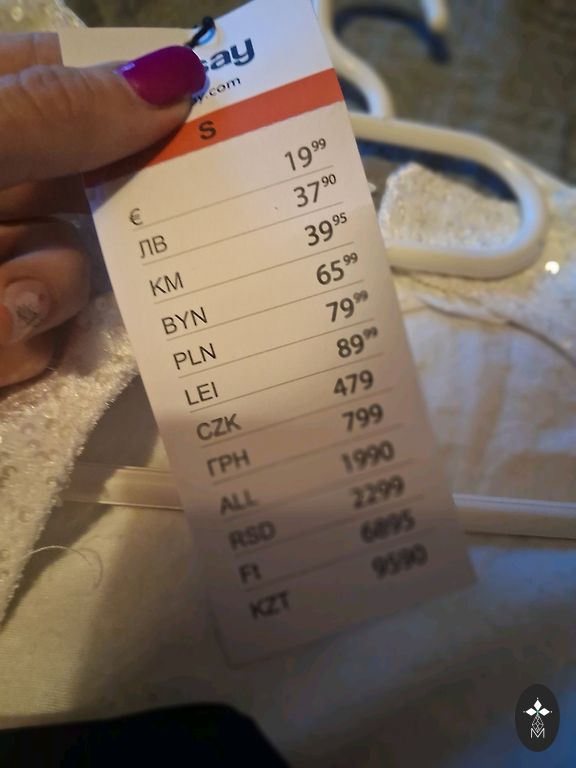 say
y.com
S
€ 19⁹⁹
ЛВ 37⁹⁰
KM 39⁹⁵
BYN 65⁹⁹
PLN 79⁹⁹
LEI 89⁹⁹
CZK 479
ГРН 799
ALL 1990
RSD 2299
Ft 6895
KZT 9590